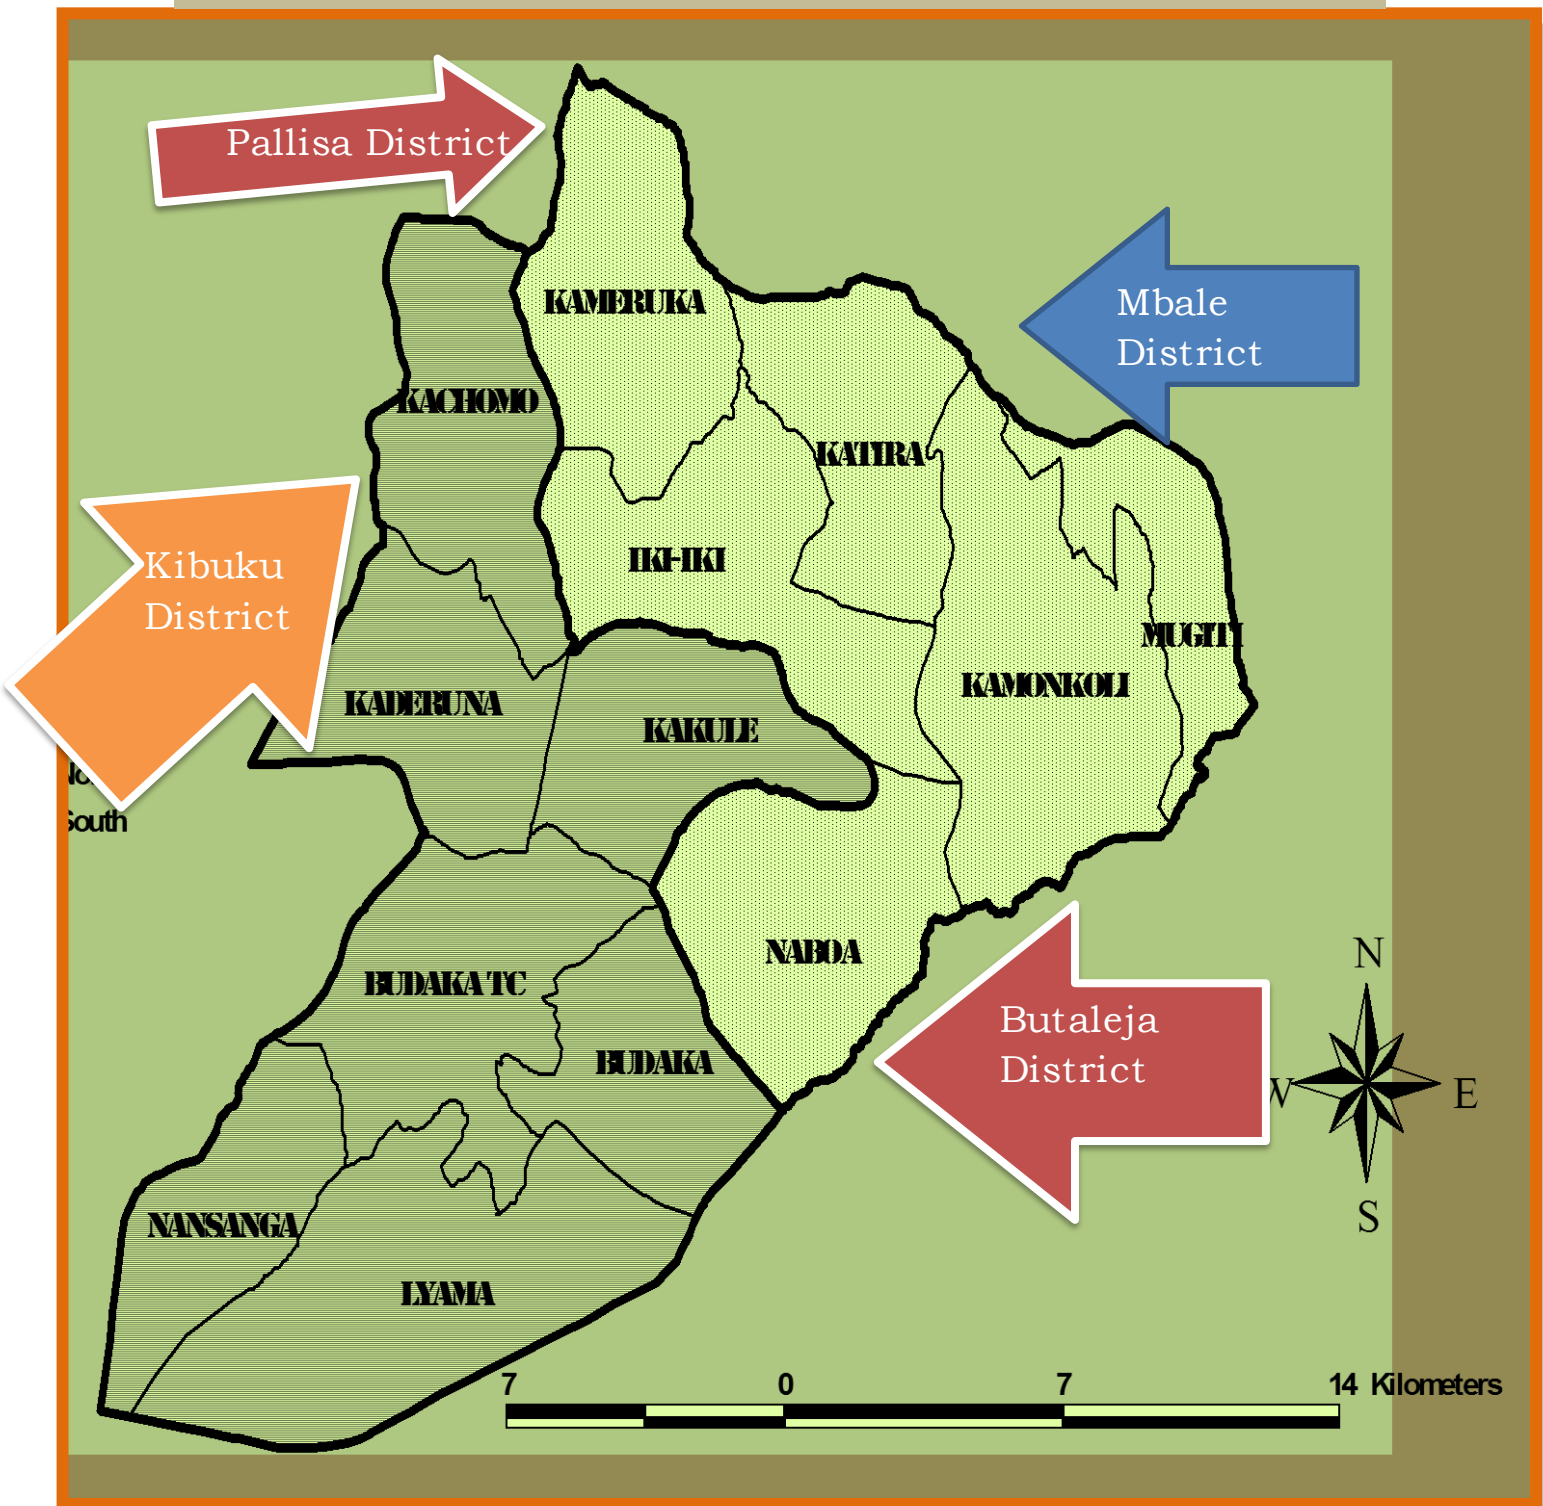 Pallisa District
Mbale
District
KAMERUKA
KACHOMO
KATIRA
Kibuku
District
IKI-IKI
MUGITI
KAMONKOLI
KADERUNA
KAKULE
South
NABOA
N
BUDAKA TC
Butaleja
District
BUDAKA
W
E
S
NANSANGA
LYAMA
7 0 7 14 Kilometers